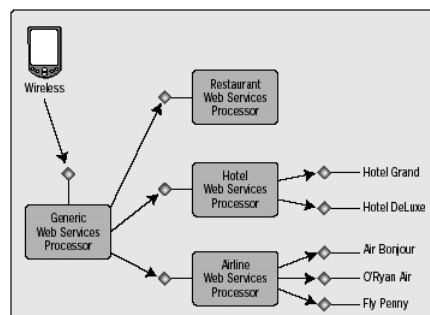 Wireless
Restaurant
Web Services
Processor
Hotel
Web Services
Processor
Hotel Grand
Hotel DeLuxe
Generic
Web Services
Processor
Airline
Web Services
Processor
Air Bonjour
O'Ryan Air
Fly Penny